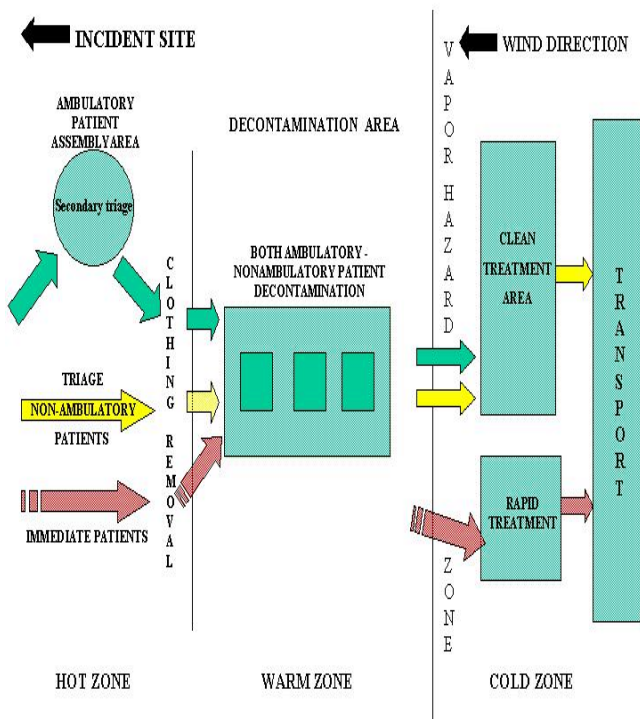 INCIDENT SITE
WIND DIRECTION
AMBULATORY
PATIENT
ASSEMBLY AREA
Secondary triage
DECONTAMINATION AREA
CLOTHING REMOVAL
BOTH AMBULATORY -
NONAMBULATORY PATIENT
DECONTAMINATION
VAPOR HAZARD ZONE
CLEAN
TREATMENT
AREA
TRANSPORT
TRIAGE
NON-AMBULATORY
PATIENTS
IMMEDIATE PATIENTS
RAPID
TREATMENT
HOT ZONE
WARM ZONE
COLD ZONE